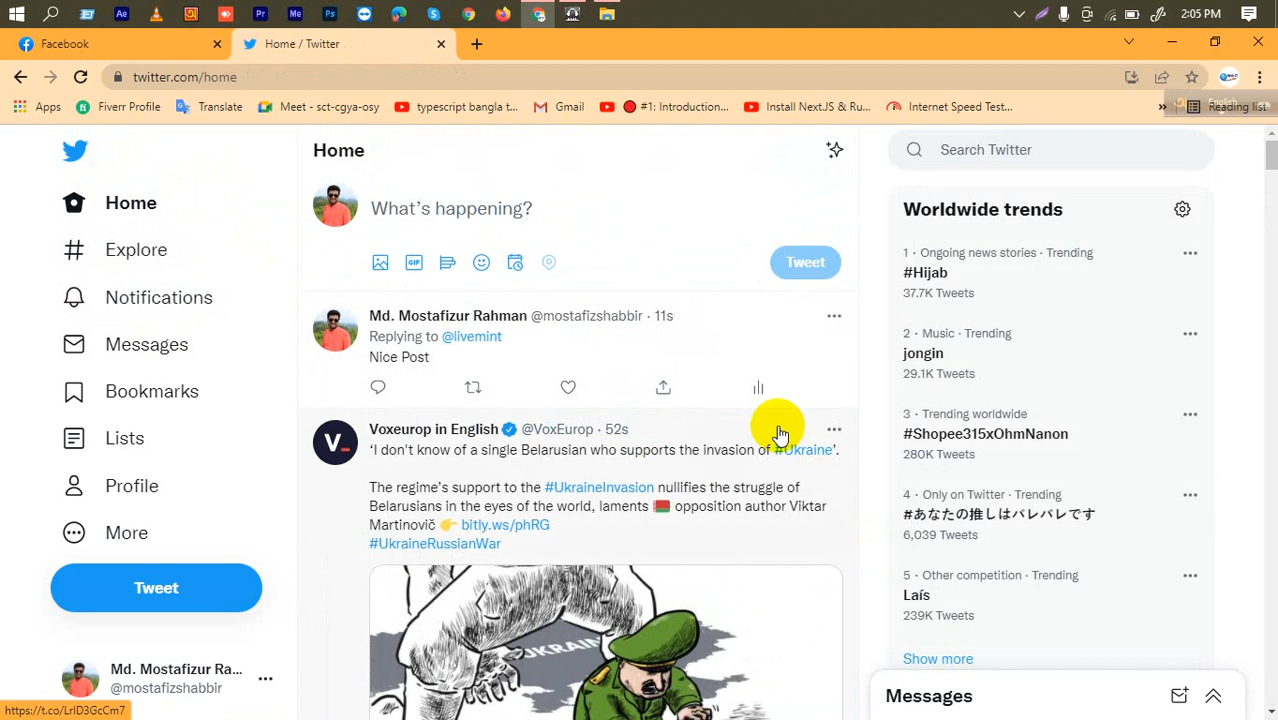 2:05 PM
Facebook
Home / Twitter
twitter.com/home
Apps
Fiverr Profile
Translate
Meet - sct-cgya-osy
typescript bangla t...
Gmail
#1: Introduction...
Install NextJS & Ru...
Internet Speed Test...
»
English
Reading list
Home
Explore
Notifications
Messages
Bookmarks
Lists
Profile
More
Tweet
Md. Mostafizur Ra...
@mostafizshabbir
https://t.co/LrlD3GcCm7
Home
What's happening?
GIF
Tweet
Md. Mostafizur Rahman @mostafizshabbir · 11s
Replying to @livemint
Nice Post
V_
Voxeurop in English @VoxEurop · 52s
‘I don't know of a single Belarusian who supports the invasion of #Ukraine’.
The regime's support to the #UkraineInvasion nullifies the struggle of
Belarusians in the eyes of the world, laments 🇧🇾 opposition author Viktar
Martinovič 👉 bitly.ws/phRG
#UkraineRussianWar
UKRAINE
Search Twitter
Worldwide trends
1 · Ongoing news stories · Trending
#Hijab
37.7K Tweets
2 · Music · Trending
jongin
29.1K Tweets
3 · Trending worldwide
#Shopee315xOhmNanon
280K Tweets
4 · Only on Twitter · Trending
#あなたの推しはバレバレです
6,039 Tweets
5 · Other competition · Trending
Laís
239K Tweets
Show more
Messages